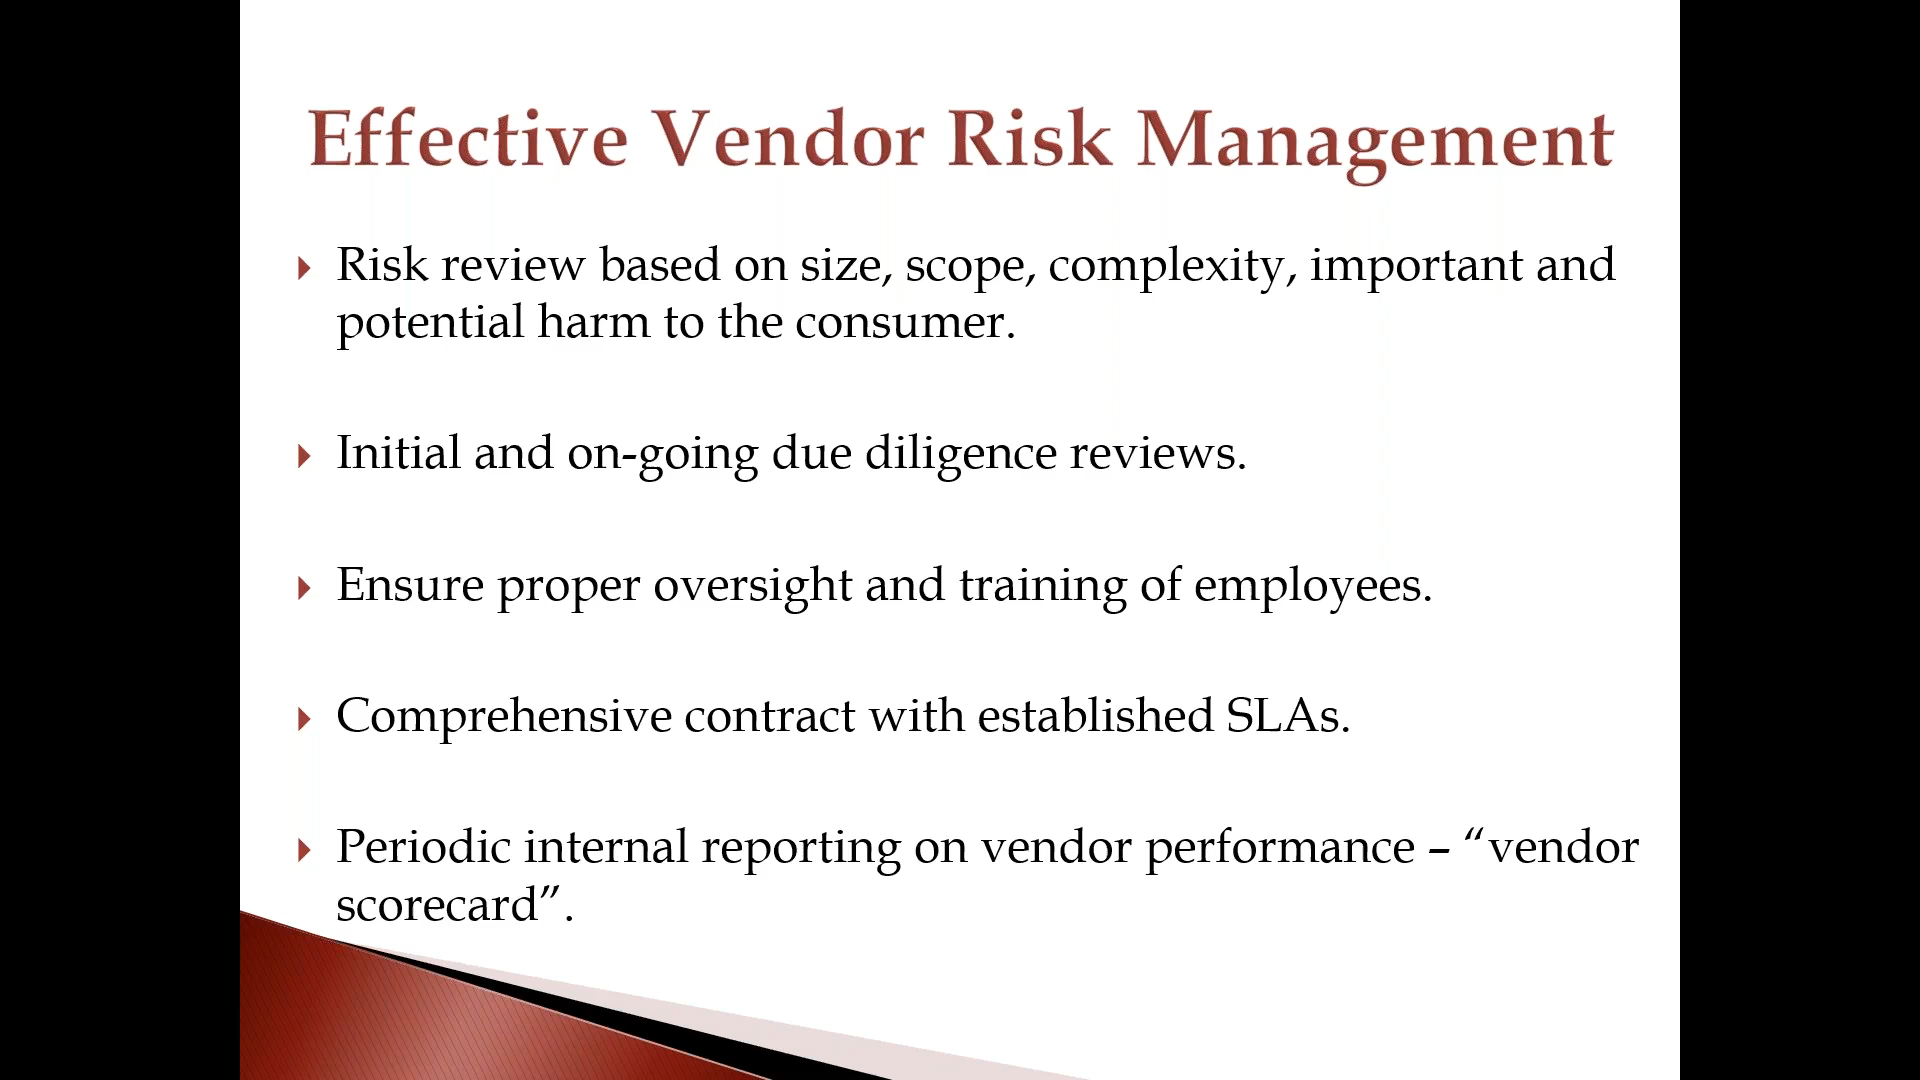 Effective Vendor Risk Management
Risk review based on size, scope, complexity, important and
potential harm to the consumer.
Initial and on-going due diligence reviews.
Ensure proper oversight and training of employees.
Comprehensive contract with established SLAs.
Periodic internal reporting on vendor performance – “vendor
scorecard”.